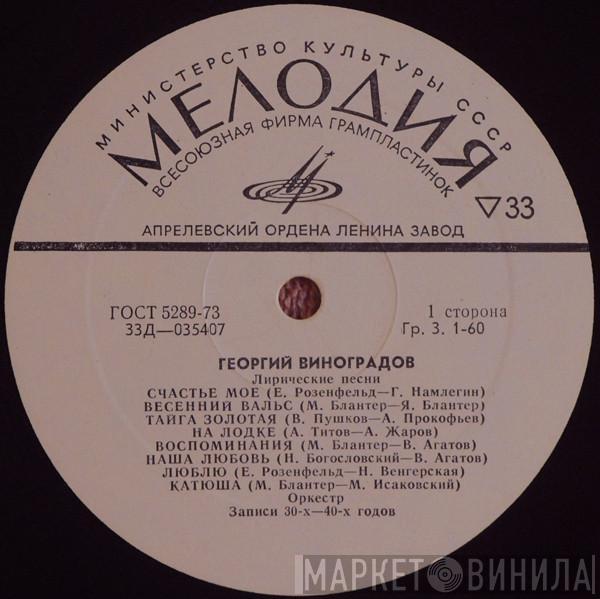 МИНИСТЕРСТВО КУЛЬТУРЫ СССР
МЕЛОДИЯ
ВСЕСОЮЗНАЯ ФИРМА ГРАМПЛАСТИНОК
▽33
АПРЕЛЕВСКИЙ ОРДЕНА ЛЕНИНА ЗАВОД
ГОСТ 5289-73
33Д—035407
1 сторона
Гр. 3. 1-60
ГЕОРГИЙ ВИНОГРАДОВ
Лирические песни
СЧАСТЬЕ МОЕ (Е. Розенфельд—Г. Намлегин)
ВЕСЕННИЙ ВАЛЬС (М. Блантер—Я. Блантер)
ТАЙГА ЗОЛОТАЯ (В. Пушков—А. Прокофьев)
НА ЛОДКЕ (А. Титов—А. Жаров)
ВОСПОМИНАНИЯ (М. Блантер—В. Агатов)
НАША ЛЮБОВЬ (Н. Богословский—В. Агатов)
ЛЮБЛЮ (Е. Розенфельд—Н. Венгерская)
КАТЮША (М. Блантер—М. Исаковский)
Оркестр
Записи 30-х—40-х годов
МАРКЕТ ВИНИЛА